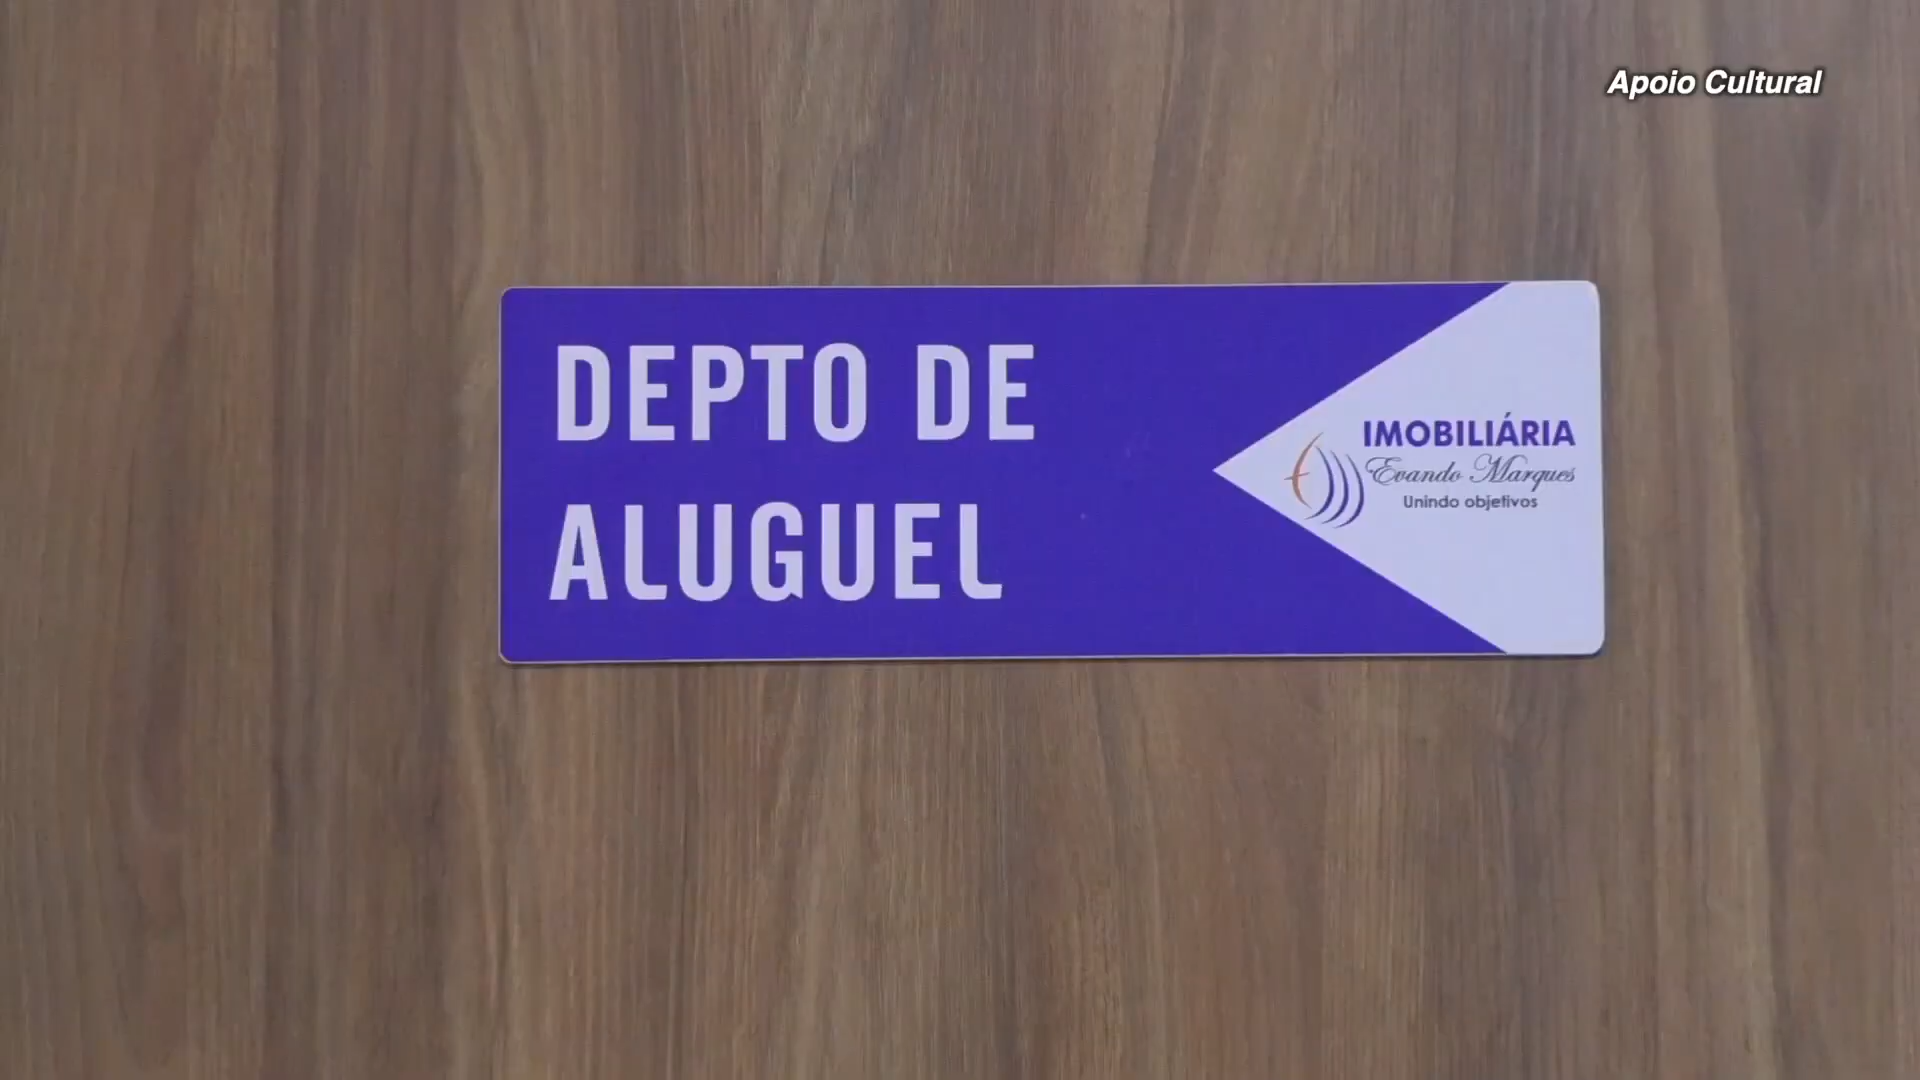 Apoio Cultural
DEPTO DE
ALUGUEL
IMOBILIÁRIA
Evando Marques
Unindo objetivos